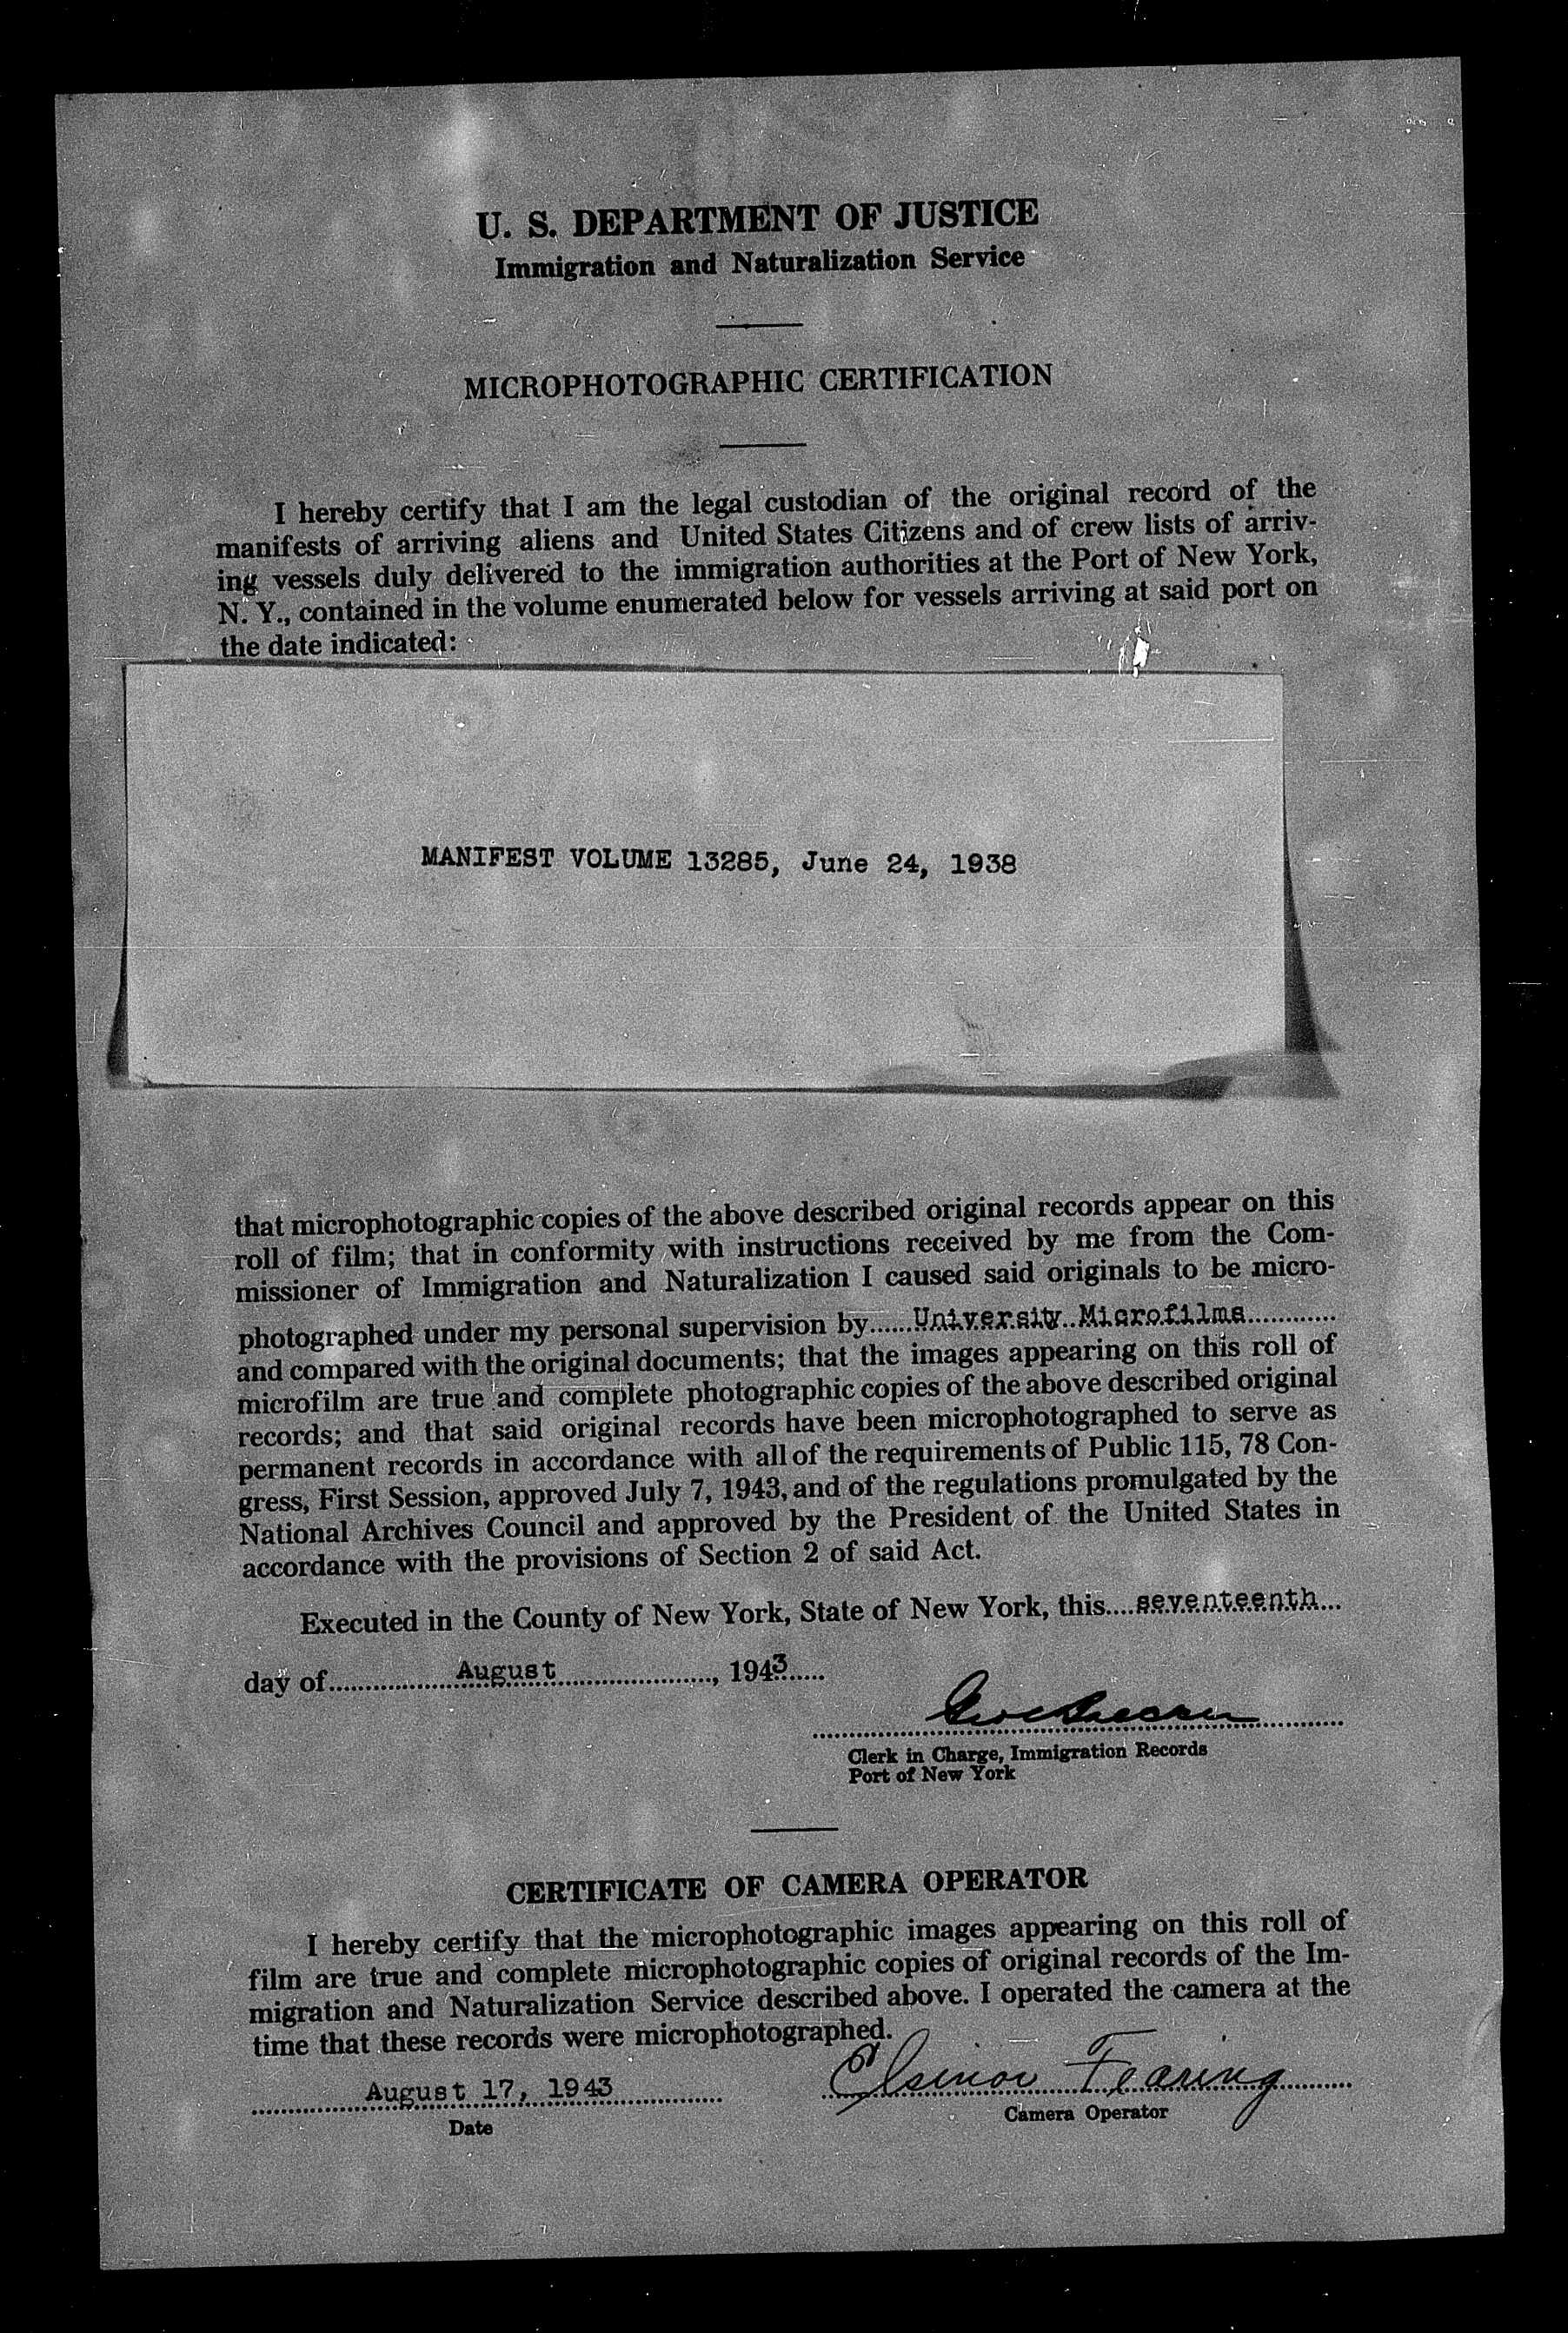 U. S. DEPARTMENT OF JUSTICE
Immigration and Naturalization Service
MICROPHOTOGRAPHIC CERTIFICATION
I hereby certify that I am the legal custodian of the original record of the
manifests of arriving aliens and United States Citizens and of crew lists of arriv-
ing vessels duly delivered to the immigration authorities at the Port of New York,
N. Y., contained in the volume enumerated below for vessels arriving at said port on
the date indicated:
MANIFEST VOLUME 13285, June 24, 1938
that microphotographic copies of the above described original records appear on this
roll of film; that in conformity with instructions received by me from the Com-
missioner of Immigration and Naturalization I caused said originals to be micro-
photographed under my personal supervision by......University Microfilms............
and compared with the original documents; that the images appearing on this roll of
microfilm are true and complete photographic copies of the above described original
records; and that said original records have been microphotographed to serve as
permanent records in accordance with all of the requirements of Public 115, 78 Con-
gress, First Session, approved July 7, 1943, and of the regulations promulgated by the
National Archives Council and approved by the President of the United States in
accordance with the provisions of Section 2 of said Act.
Executed in the County of New York, State of New York, this....seventeenth...
day of..................August......................, 1943......
Clerk in Charge, Immigration Records
Port of New York
CERTIFICATE OF CAMERA OPERATOR
I hereby certify that the microphotographic images appearing on this roll of
film are true and complete microphotographic copies of original records of the Im-
migration and Naturalization Service described above. I operated the camera at the
time that these records were microphotographed.
August 17, 1943 Elsinor Fearing
Date Camera Operator